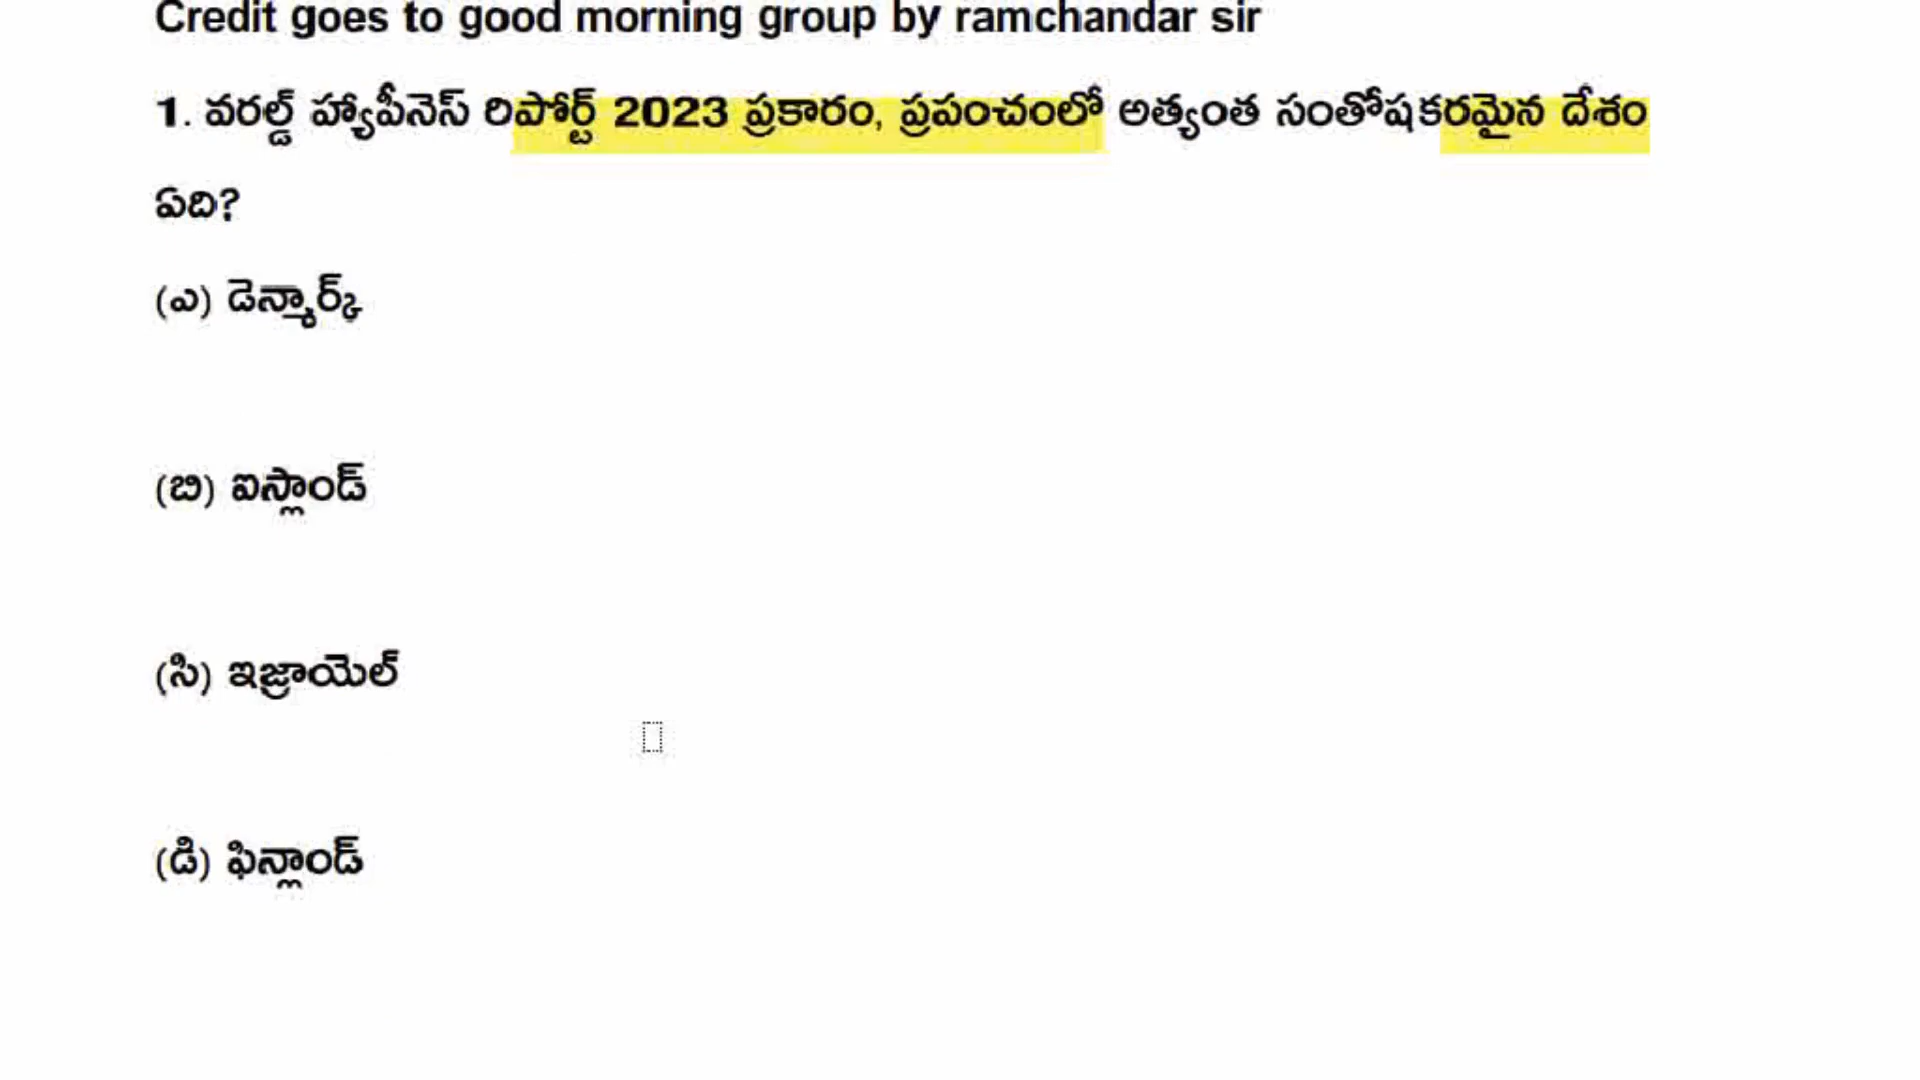 Credit goes to good morning group by ramchandar sir
1. వరల్డ్ హ్యాపీనెస్ రిపోర్ట్ 2023 ప్రకారం, ప్రపంచంలో అత్యంత సంతోషకరమైన దేశం
ఏది?
(ఎ) డెన్మార్క్
(బి) ఐస్లాండ్
(సి) ఇజ్రాయెల్
(డి) ఫిన్లాండ్